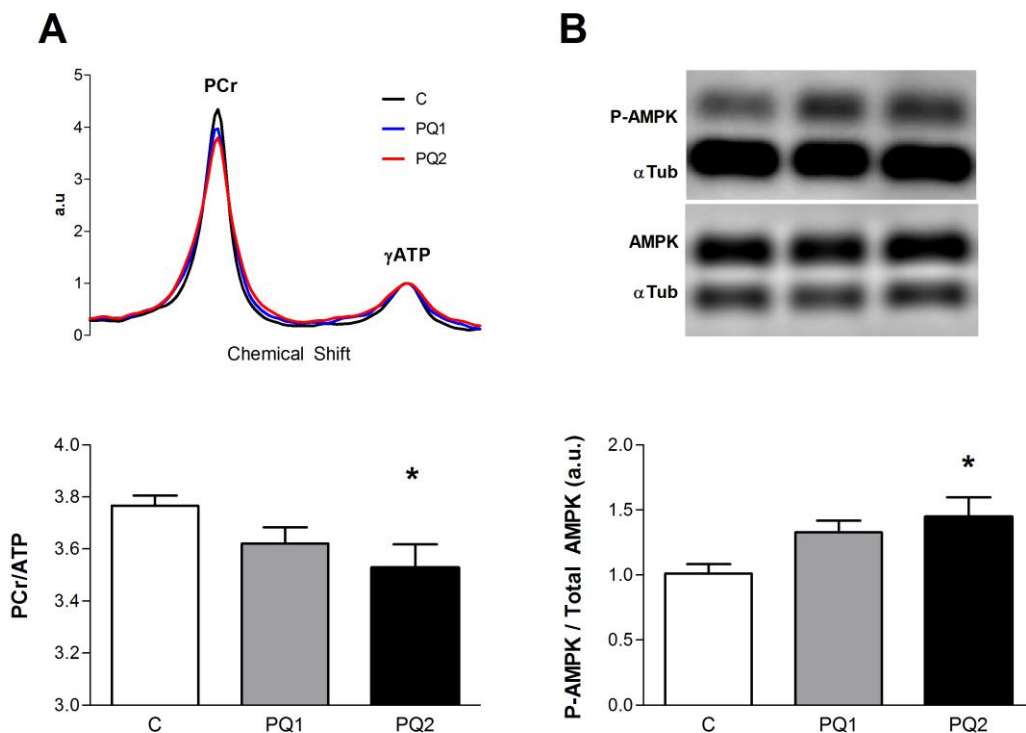 A
PCr
γATP
C
PQ1
PQ2
a.u
5
4
3
2
1
0
Chemical Shift
B
P-AMPK
αTub
AMPK
αTub
PCr/ATP
4.0
3.8
3.6
3.4
3.2
3.0
*
C PQ1 PQ2
P-AMPK / Total AMPK (a.u.)
2.0
1.5
1.0
0.5
0.0
*
C PQ1 PQ2